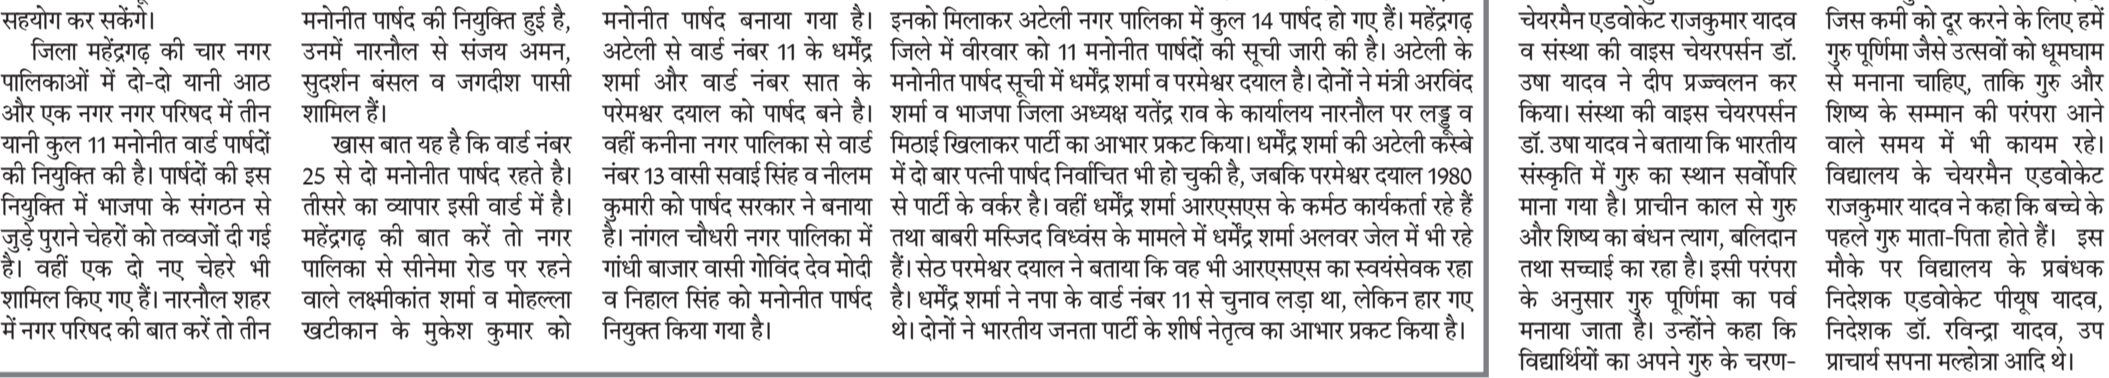 सहयोग कर सकेंगे।
जिला महेंद्रगढ़ की चार नगर
पालिकाओं में दो-दो यानी आठ
और एक नगर नगर परिषद में तीन
यानी कुल 11 मनोनीत वार्ड पार्षदों
की नियुक्ति की है। पार्षदों की इस
नियुक्ति में भाजपा के संगठन से
जुड़े पुराने चेहरों को तव्वजों दी गई
है। वहीं एक दो नए चेहरे भी
शामिल किए गए हैं। नारनौल शहर
में नगर परिषद की बात करें तो तीन
मनोनीत पार्षद की नियुक्ति हुई है,
उनमें नारनौल से संजय अमन,
सुदर्शन बंसल व जगदीश पासी
शामिल हैं।
खास बात यह है कि वार्ड नंबर
25 से दो मनोनीत पार्षद रहते है।
तीसरे का व्यापार इसी वार्ड में है।
महेंद्रगढ़ की बात करें तो नगर
पालिका से सीनेमा रोड पर रहने
वाले लक्ष्मीकांत शर्मा व मोहल्ला
खटीकान के मुकेश कुमार को
मनोनीत पार्षद बनाया गया है।
अटेली से वार्ड नंबर 11 के धर्मेंद्र
शर्मा और वार्ड नंबर सात के
परेमश्वर दयाल को पार्षद बने है।
वहीं कनीना नगर पालिका से वार्ड
नंबर 13 वासी सवाई सिंह व नीलम
कुमारी को पार्षद सरकार ने बनाया
है। नांगल चौधरी नगर पालिका में
गांधी बाजार वासी गोविंद देव मोदी
व निहाल सिंह को मनोनीत पार्षद
नियुक्त किया गया है।
इनको मिलाकर अटेली नगर पालिका में कुल 14 पार्षद हो गए हैं। महेंद्रगढ़
जिले में वीरवार को 11 मनोनीत पार्षदों की सूची जारी की है। अटेली के
मनोनीत पार्षद सूची में धर्मेंद्र शर्मा व परमेश्वर दयाल है। दोनों ने मंत्री अरविंद
शर्मा व भाजपा जिला अध्यक्ष यतेंद्र राव के कार्यालय नारनौल पर लड्डू व
मिठाई खिलाकर पार्टी का आभार प्रकट किया। धर्मेंद्र शर्मा की अटेली कस्बे
में दो बार पत्नी पार्षद निर्वाचित भी हो चुकी है, जबकि परमेश्वर दयाल 1980
से पार्टी के वर्कर है। वहीं धर्मेंद्र शर्मा आरएसएस के कर्मठ कार्यकर्ता रहे हैं
तथा बाबरी मस्जिद विध्वंस के मामले में धर्मेंद्र शर्मा अलवर जेल में भी रहे
हैं। सेठ परमेश्वर दयाल ने बताया कि वह भी आरएसएस का स्वयंसेवक रहा
है। धर्मेंद्र शर्मा ने नपा के वार्ड नंबर 11 से चुनाव लड़ा था, लेकिन हार गए
थे। दोनों ने भारतीय जनता पार्टी के शीर्ष नेतृत्व का आभार प्रकट किया है।
चेयरमैन एडवोकेट राजकुमार यादव
व संस्था की वाइस चेयरपर्सन डॉ.
उषा यादव ने दीप प्रज्ज्वलन कर
किया। संस्था की वाइस चेयरपर्सन
डॉ. उषा यादव ने बताया कि भारतीय
संस्कृति में गुरु का स्थान सर्वोपरि
माना गया है। प्राचीन काल से गुरु
और शिष्य का बंधन त्याग, बलिदान
तथा सच्चाई का रहा है। इसी परंपरा
के अनुसार गुरु पूर्णिमा का पर्व
मनाया जाता है। उन्होंने कहा कि
विद्यार्थियों का अपने गुरु के चरण-
जिस कमी को दूर करने के लिए हमें
गुरु पूर्णिमा जैसे उत्सवों को धूमघाम
से मनाना चाहिए, ताकि गुरु और
शिष्य के सम्मान की परंपरा आने
वाले समय में भी कायम रहे।
विद्यालय के चेयरमैन एडवोकेट
राजकुमार यादव ने कहा कि बच्चे के
पहले गुरु माता-पिता होते हैं। इस
मौके पर विद्यालय के प्रबंधक
निदेशक एडवोकेट पीयूष यादव,
निदेशक डॉ. रविन्द्रा यादव, उप
प्राचार्य सपना मल्होत्रा आदि थे।